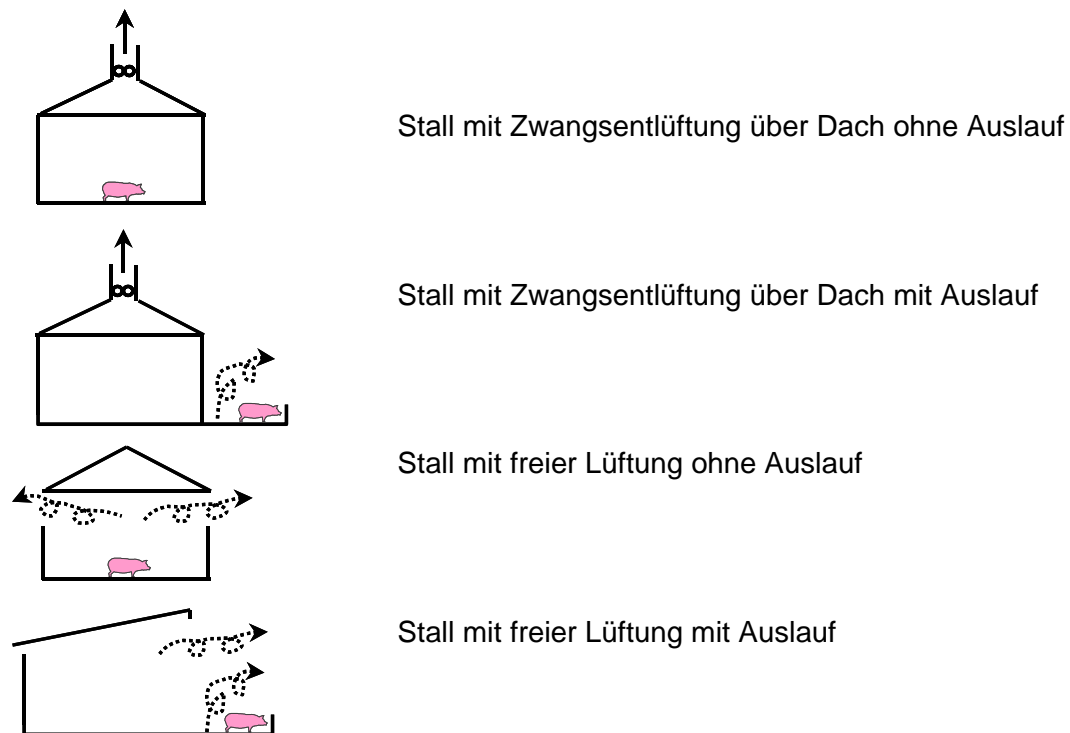 Stall mit Zwangsentlüftung über Dach ohne Auslauf
Stall mit Zwangsentlüftung über Dach mit Auslauf
Stall mit freier Lüftung ohne Auslauf
Stall mit freier Lüftung mit Auslauf